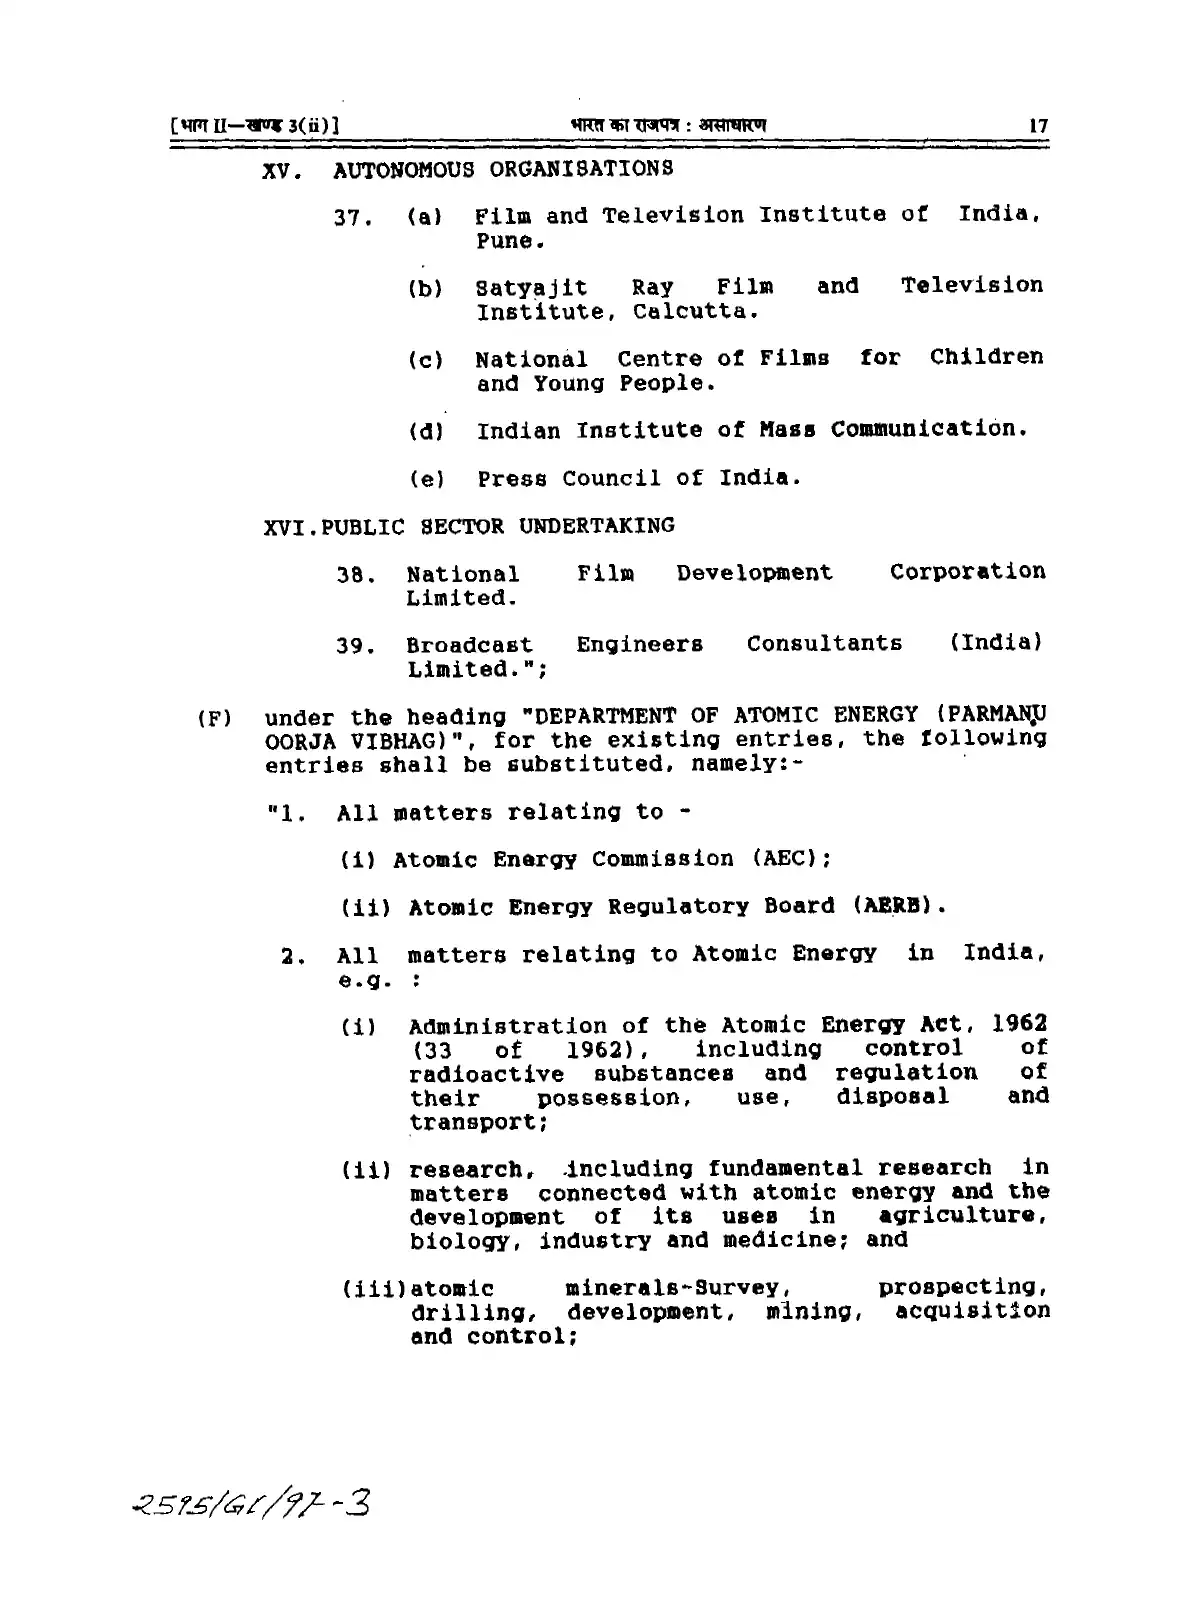 [भाग II—खण्ड 3(ii)] भारत का राजपत्र : असाधारण 17
XV. AUTONOMOUS ORGANISATIONS
37. (a) Film and Television Institute of India,
Pune.
(b) Satyajit Ray Film and Television
Institute, Calcutta.
(c) National Centre of Films for Children
and Young People.
(d) Indian Institute of Mass Communication.
(e) Press Council of India.
XVI.PUBLIC SECTOR UNDERTAKING
38. National Film Development Corporation
Limited.
39. Broadcast Engineers Consultants (India)
Limited.";
(F) under the heading "DEPARTMENT OF ATOMIC ENERGY (PARMANU
OORJA VIBHAG)", for the existing entries, the following
entries shall be substituted, namely:-
"1. All matters relating to -
(i) Atomic Energy Commission (AEC);
(ii) Atomic Energy Regulatory Board (AERB).
2. All matters relating to Atomic Energy in India,
e.g. :
(i) Administration of the Atomic Energy Act, 1962
(33 of 1962), including control of
radioactive substances and regulation of
their possession, use, disposal and
transport;
(ii) research, including fundamental research in
matters connected with atomic energy and the
development of its uses in agriculture,
biology, industry and medicine; and
(iii)atomic minerals-Survey, prospecting,
drilling, development, mining, acquisition
and control;
2595/GI/97-3